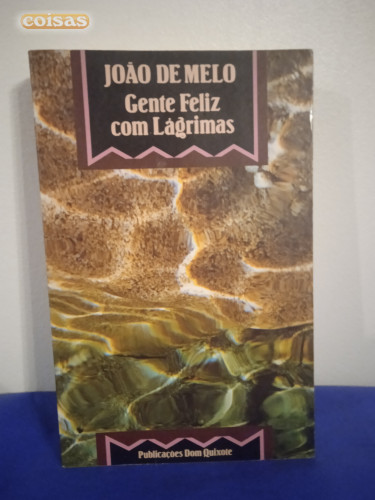 coisas
JOÃO DE MELO
Gente Feliz
com Lágrimas
Publicações Dom Quixote